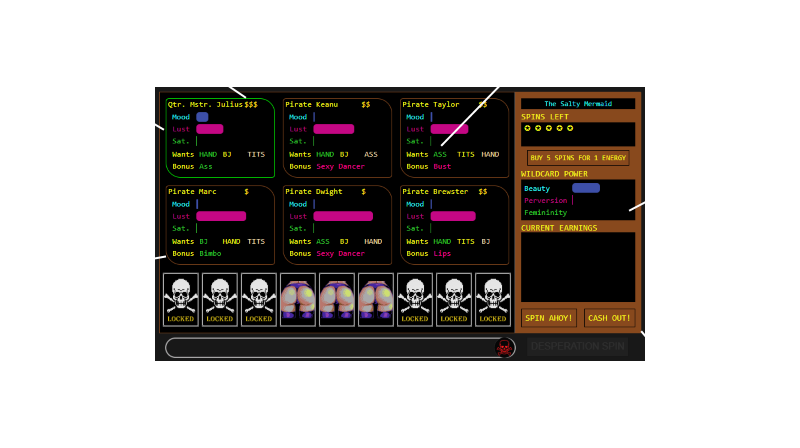 Qtr. Mstr. Julius $$$
Mood
Lust
Sat.
Wants HAND BJ TITS
Bonus Ass
Pirate Keanu $$
Mood
Lust
Sat.
Wants HAND BJ ASS
Bonus Sexy Dancer
Pirate Taylor $$
Mood
Lust
Sat.
Wants ASS TITS HAND
Bonus Bust
Pirate Marc $
Mood
Lust
Sat.
Wants BJ HAND TITS
Bonus Bimbo
Pirate Dwight $
Mood
Lust
Sat.
Wants ASS BJ HAND
Bonus Sexy Dancer
Pirate Brewster $$
Mood
Lust
Sat.
Wants HAND TITS BJ
Bonus Lips
LOCKED
LOCKED
LOCKED
LOCKED
LOCKED
LOCKED
The Salty Mermaid
SPINS LEFT
BUY 5 SPINS FOR 1 ENERGY
WILDCARD POWER
Beauty
Perversion
Femininity
CURRENT EARNINGS
SPIN AHOY!
CASH OUT!
DESPERATION SPIN